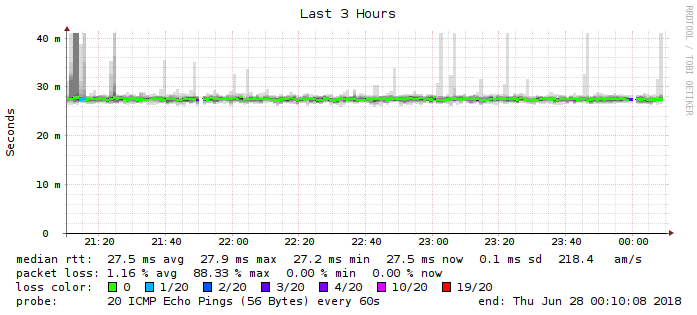 Last 3 Hours
RRDTOOL / TOBI OETIKER
Seconds
40 m
30 m
20 m
10 m
0
21:20 21:40 22:00 22:20 22:40 23:00 23:20 23:40 00:00
median rtt: 27.5 ms avg 27.9 ms max 27.2 ms min 27.5 ms now 0.1 ms sd 218.4 am/s
packet loss: 1.16 % avg 88.33 % max 0.00 % min 0.00 % now
loss color: 0 1/20 2/20 3/20 4/20 10/20 19/20
probe: 20 ICMP Echo Pings (56 Bytes) every 60s end: Thu Jun 28 00:10:08 2018